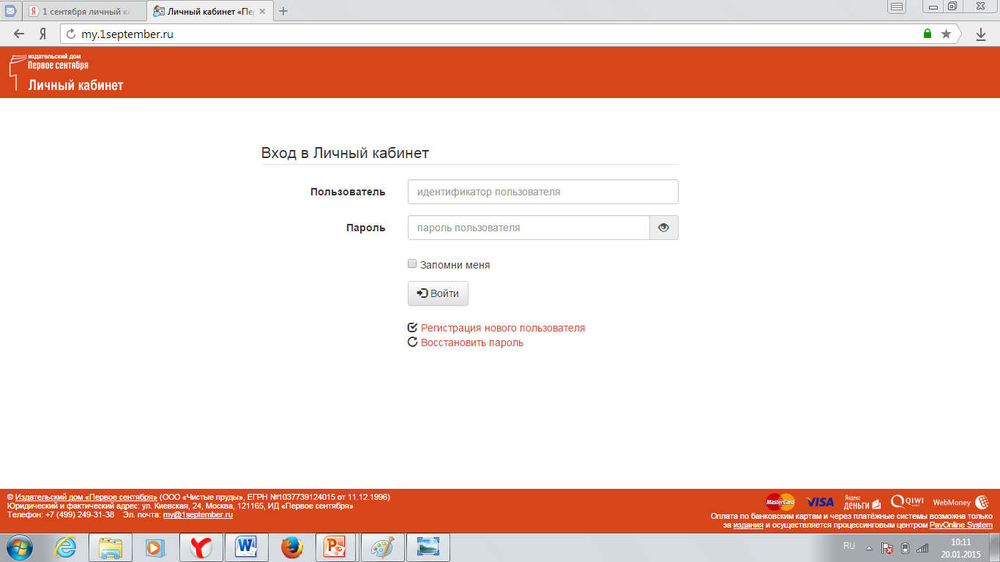 1 сентября личный ка
Личный кабинет «Пе
Я
my.1september.ru
издательский дом
Первое сентября
Личный кабинет
Вход в Личный кабинет
Пользователь
идентификатор пользователя
Пароль
пароль пользователя
Запомни меня
Войти
Регистрация нового пользователя
Восстановить пароль
© Издательский дом «Первое сентября» (ООО «Чистые пруды», ЕГРН №1037739124015 от 11.12.1996)
Юридический и фактический адрес: ул. Киевская, 24, Москва, 121165, ИД «Первое сентября»
Телефон: +7 (499) 249-31-38 Эл. почта: my@1september.ru
MasterCard VISA Яндекс деньги QIWI WebMoney
Оплата по банковским картам и через платёжные системы возможна только
за издания и осуществляется процессинговым центром PayOnline System
RU
10:11
20.01.2015